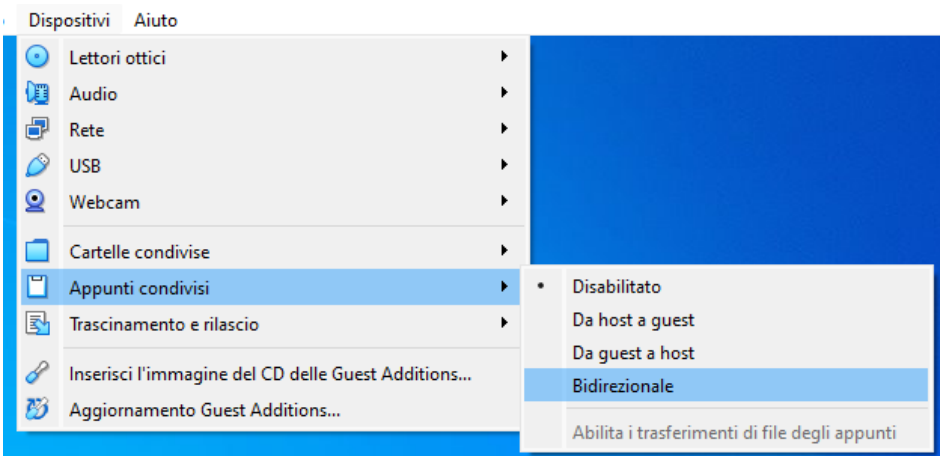 Dispositivi Aiuto
Lettori ottici
Audio
Rete
USB
Webcam
Cartelle condivise
Appunti condivisi
Trascinamento e rilascio
Inserisci l'immagine del CD delle Guest Additions...
Aggiornamento Guest Additions...
Disabilitato
Da host a guest
Da guest a host
Bidirezionale
Abilita i trasferimenti di file degli appunti